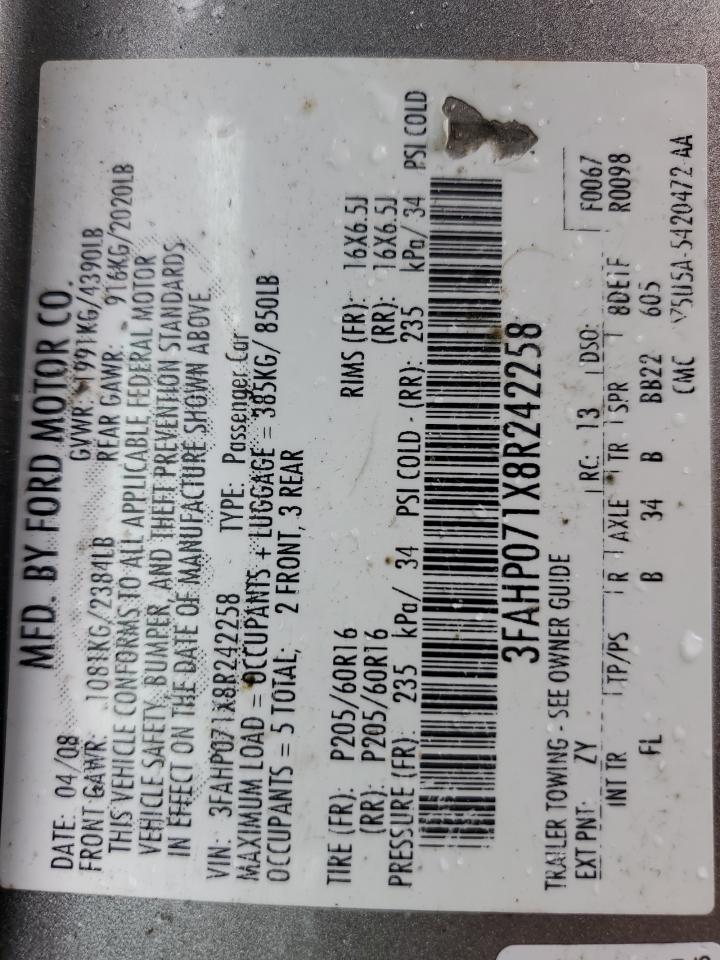 MFD. BY FORD MOTOR CO.
DATE: 04/08 GVWR: 1991KG/4390LB
FRONT GAWR: 1081KG/2384LB REAR GAWR: 916KG/2020LB
THIS VEHICLE CONFORMS TO ALL APPLICABLE FEDERAL MOTOR
VEHICLE SAFETY, BUMPER, AND THEFT PREVENTION STANDARDS
IN EFFECT ON THE DATE OF MANUFACTURE SHOWN ABOVE
VIN: 3FAHP071X8R242258 TYPE: Passenger Car
MAXIMUM LOAD = OCCUPANTS + LUGGAGE = 385KG/ 850LB
OCCUPANTS = 5 TOTAL; 2 FRONT, 3 REAR
TIRE (FR): P205/60R16 RIMS (FR): 16X6.5J
(RR): P205/60R16 (RR): 16X6.5J
PRESSURE (FR): 235 kPa/ 34 PSI COLD - (RR): 235 kPa/ 34 PSI COLD
3FAHP071X8R242258
TRAILER TOWING - SEE OWNER GUIDE
EXT PNT: ZY RC: 13 DSO: F0067
INT TR TP/PS R AXLE TR SPR 8DE1F R0098
FL B 34 B BB22 605
CMC V5U5A-5420472-AA